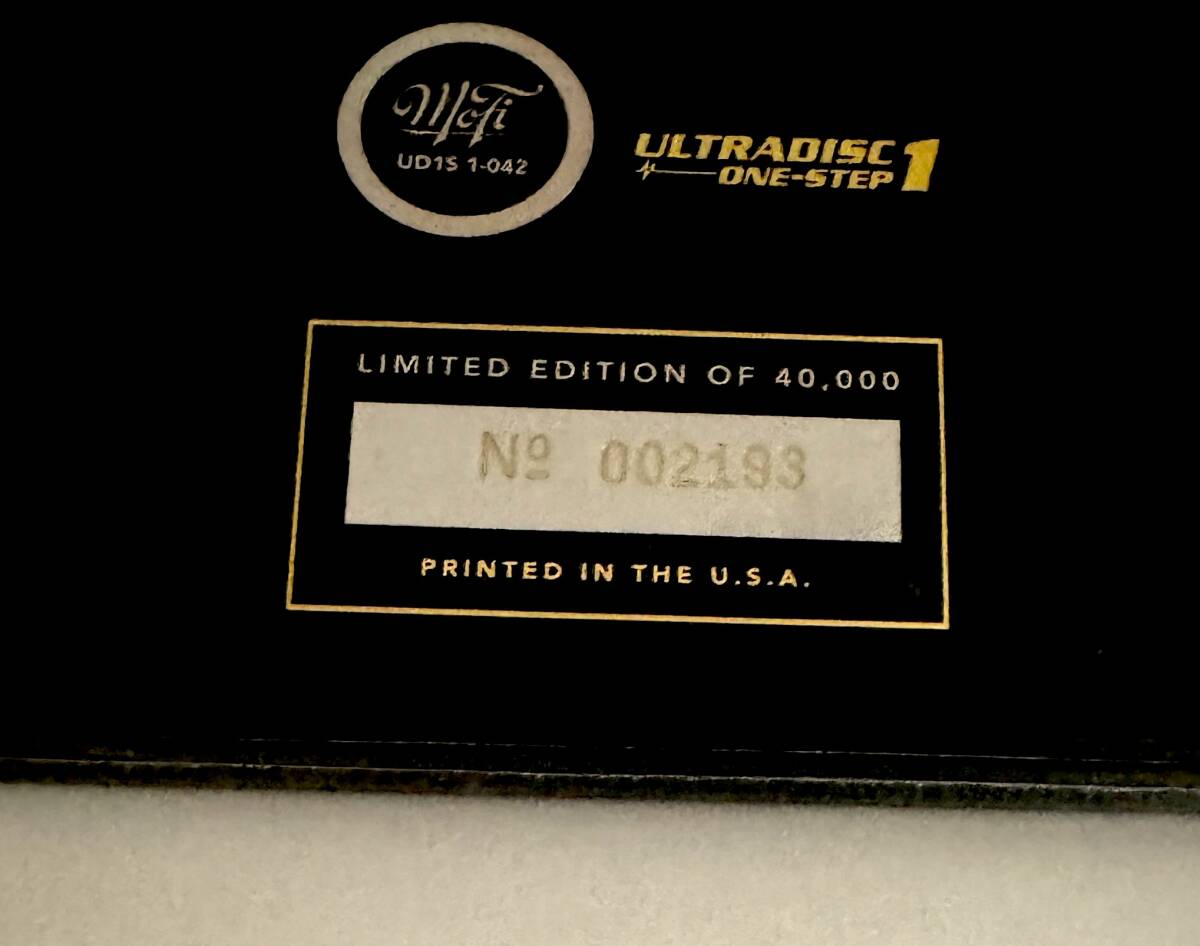 MoFi
UD1S 1-042
ULTRADISC 1
ONE-STEP
LIMITED EDITION OF 40,000
Nº 002193
PRINTED IN THE U.S.A.